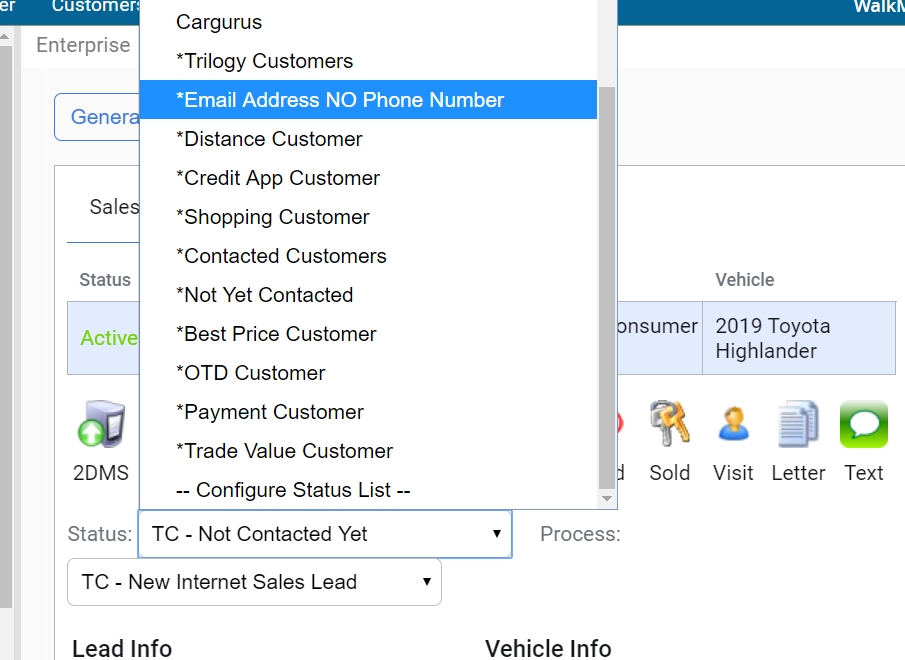 er Customers WalkM
Cargurus
Enterprise
*Trilogy Customers
*Email Address NO Phone Number
Genera
*Distance Customer
*Credit App Customer
Sales
*Shopping Customer
*Contacted Customers
Status
Vehicle
*Not Yet Contacted
Active
onsumer
2019 Toyota
Highlander
*Best Price Customer
*OTD Customer
*Payment Customer
*Trade Value Customer
2DMS
d Sold Visit Letter Text
-- Configure Status List --
Status: TC - Not Contacted Yet Process:
TC - New Internet Sales Lead
Lead Info Vehicle Info